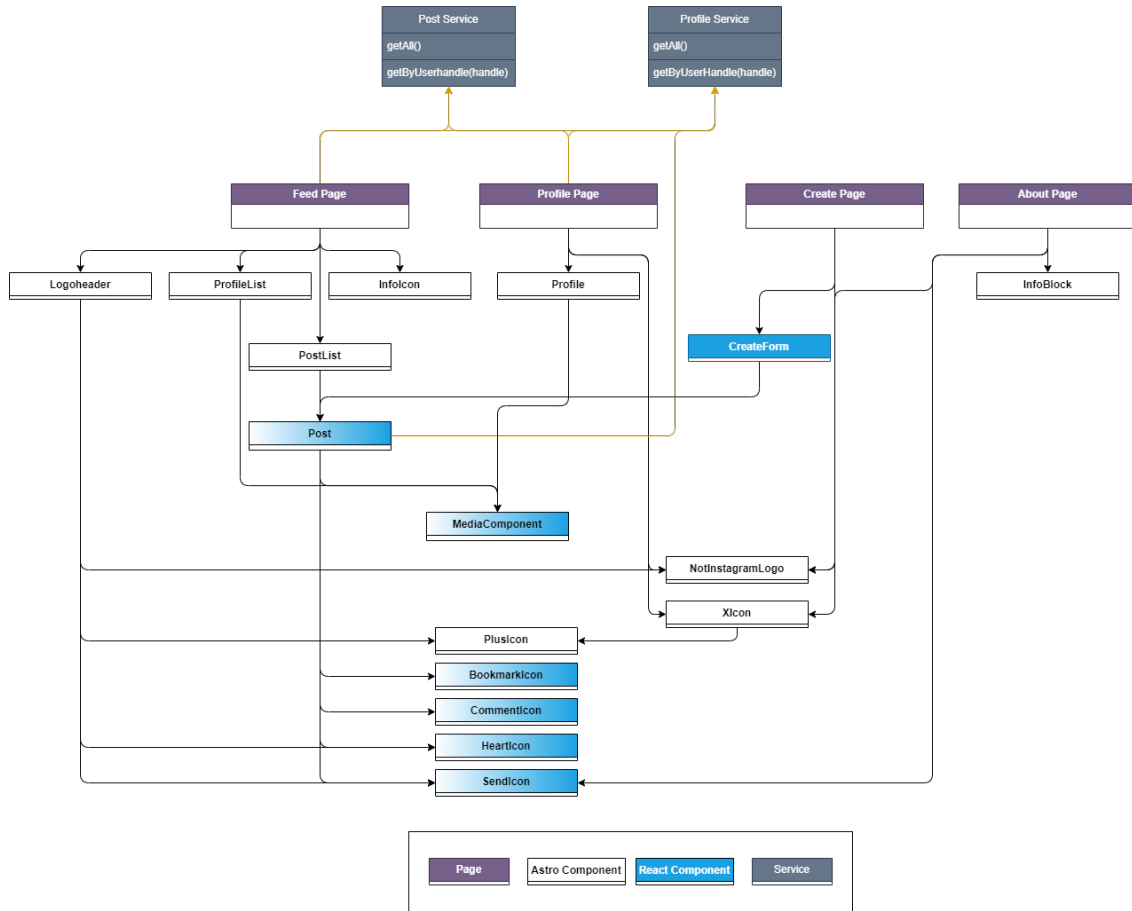 Post Service
getAll()
getByUserhandle(handle)
Profile Service
getAll()
getByUserHandle(handle)
Feed Page
Profile Page
Create Page
About Page
Logoheader
ProfileList
InfoIcon
Profile
InfoBlock
PostList
CreateForm
Post
MediaComponent
NotInstagramLogo
XIcon
PlusIcon
BookmarkIcon
CommentIcon
HeartIcon
SendIcon
Page
Astro Component
React Component
Service